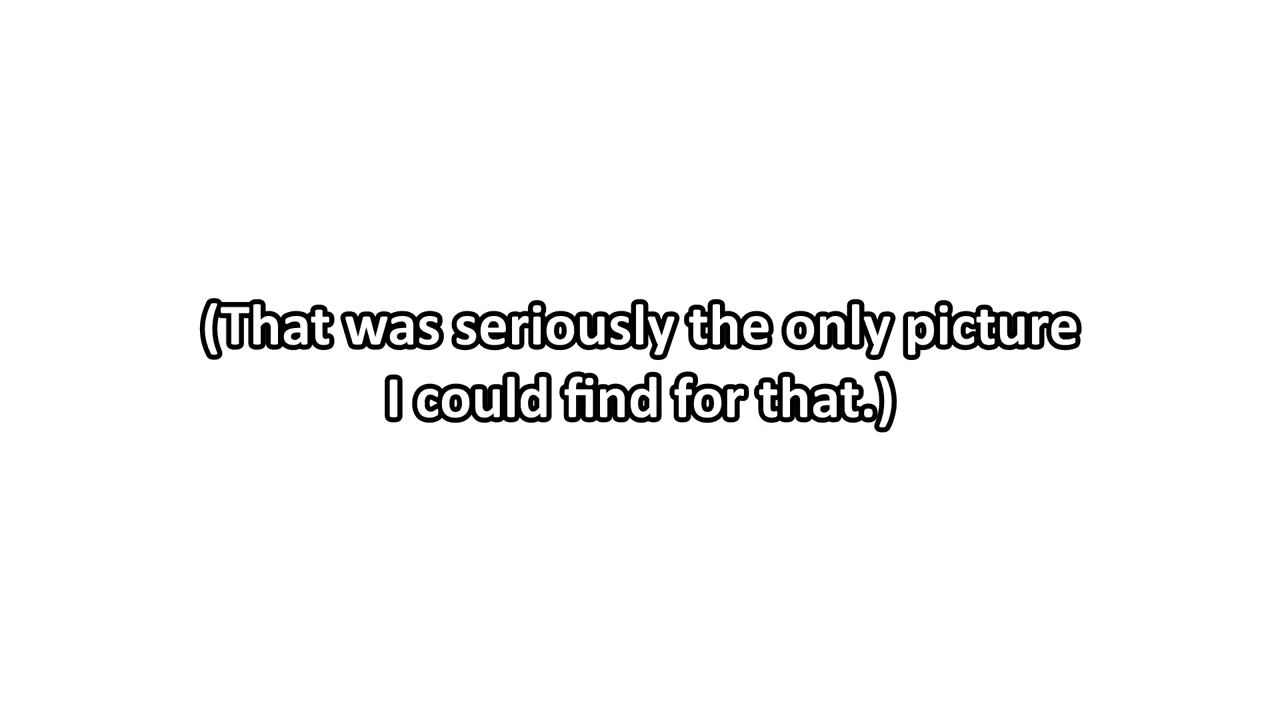 (That was seriously the only picture
I could find for that.)